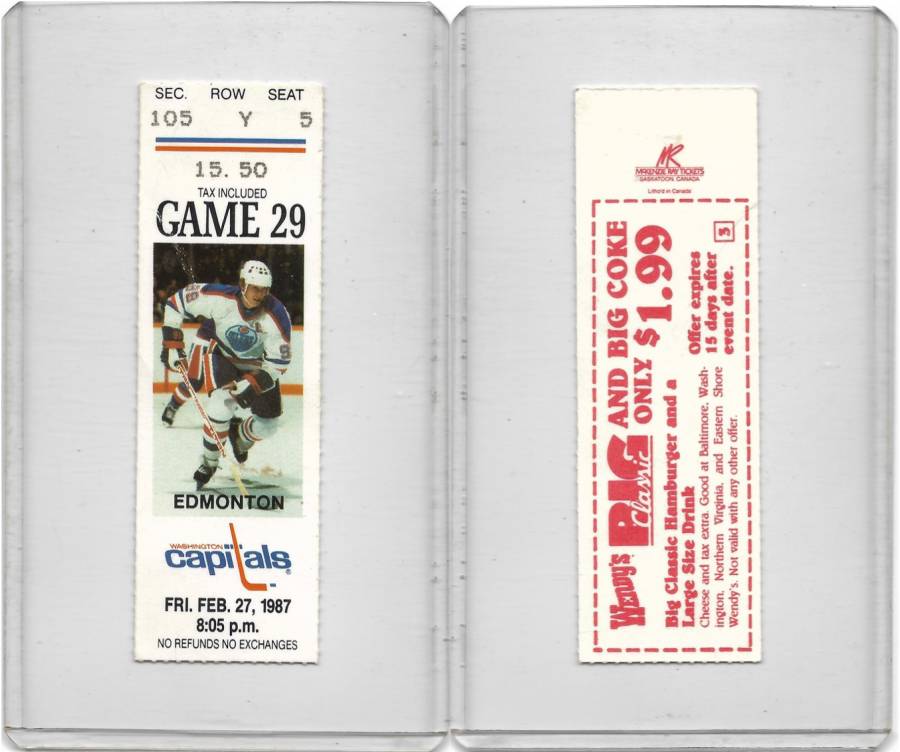 SEC. ROW SEAT
105 Y 5
15.50
TAX INCLUDED
GAME 29
99
9
EDMONTON
WASHINGTON
capitals
FRI. FEB. 27, 1987
8:05 p.m.
NO REFUNDS NO EXCHANGES
MR
MACKENZIE RAY TICKETS
SASKATOON, CANADA
Litho'd in Canada
WENDY'S BIG Classic AND BIG COKE
ONLY $1.99
Big Classic Hamburger and a
Large Size Drink
Offer expires
15 days after
event date.
3
Cheese and tax extra. Good at Baltimore, Wash-
ington, Northern Virginia, and Eastern Shore
Wendy's. Not valid with any other offer.